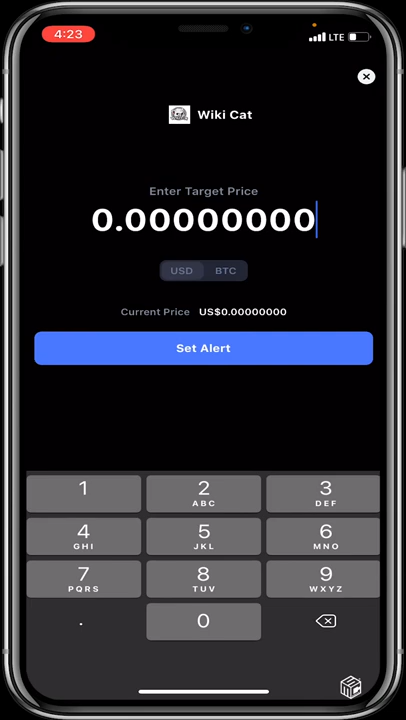 4:23
LTE
Wiki Cat
Enter Target Price
0.00000000
USD BTC
Current Price US$0.00000000
Set Alert
1 2 3
ABC DEF
4 5 6
GHI JKL MNO
7 8 9
PQRS TUV WXYZ
. 0